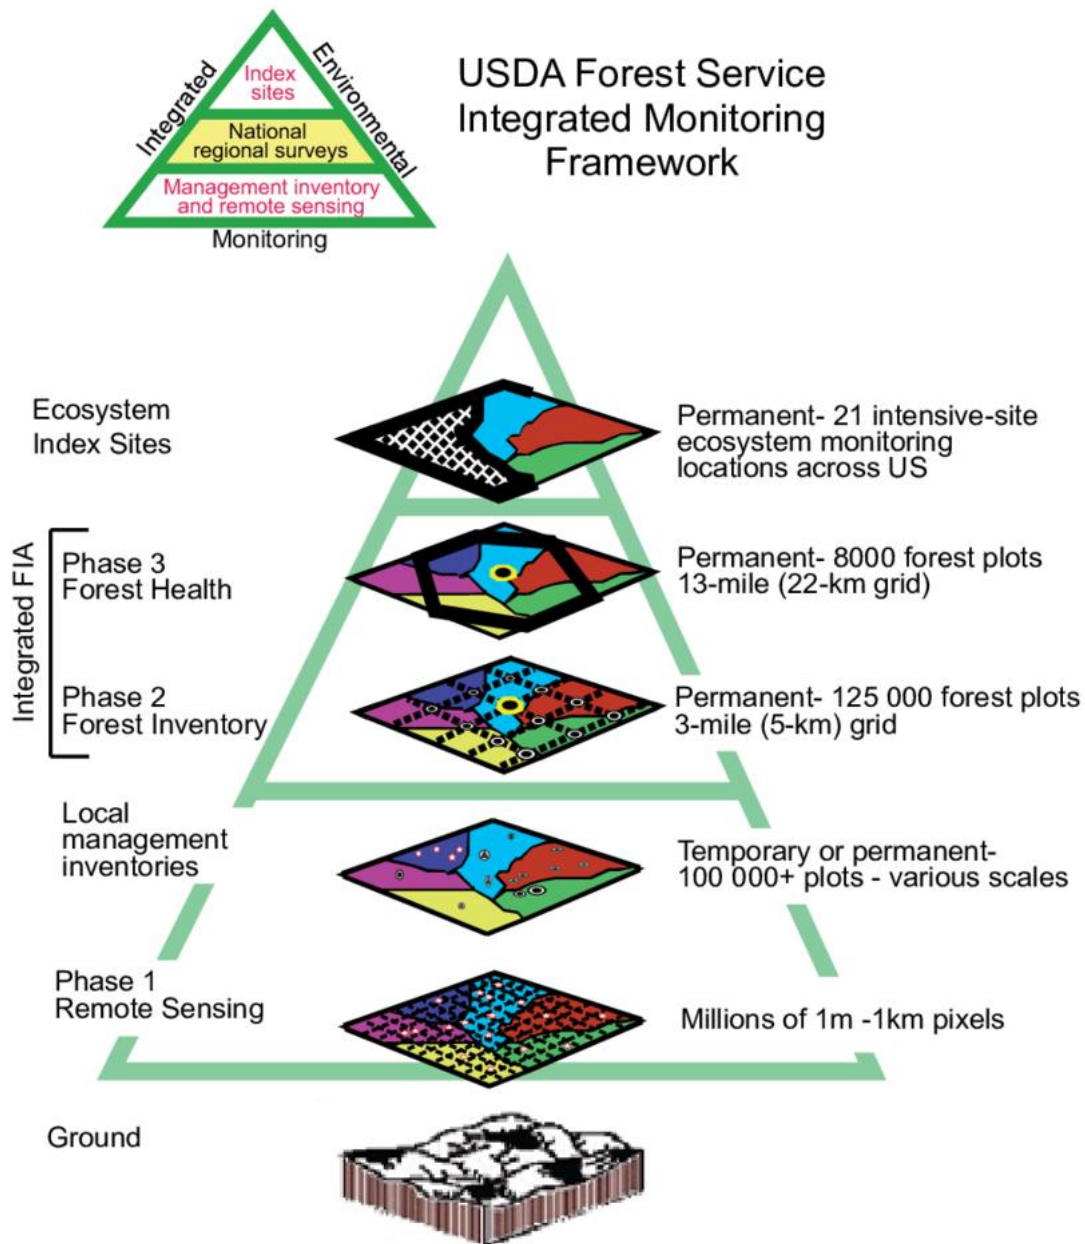 Integrated
Environmental
Index
sites
National
regional surveys
Management inventory
and remote sensing
Monitoring
USDA Forest Service
Integrated Monitoring
Framework
Ecosystem
Index Sites
Permanent- 21 intensive-site
ecosystem monitoring
locations across US
Integrated FIA
Phase 3
Forest Health
Permanent- 8000 forest plots
13-mile (22-km grid)
Phase 2
Forest Inventory
Permanent- 125 000 forest plots
3-mile (5-km) grid
Local
management
inventories
Temporary or permanent-
100 000+ plots - various scales
Phase 1
Remote Sensing
Millions of 1m -1km pixels
Ground